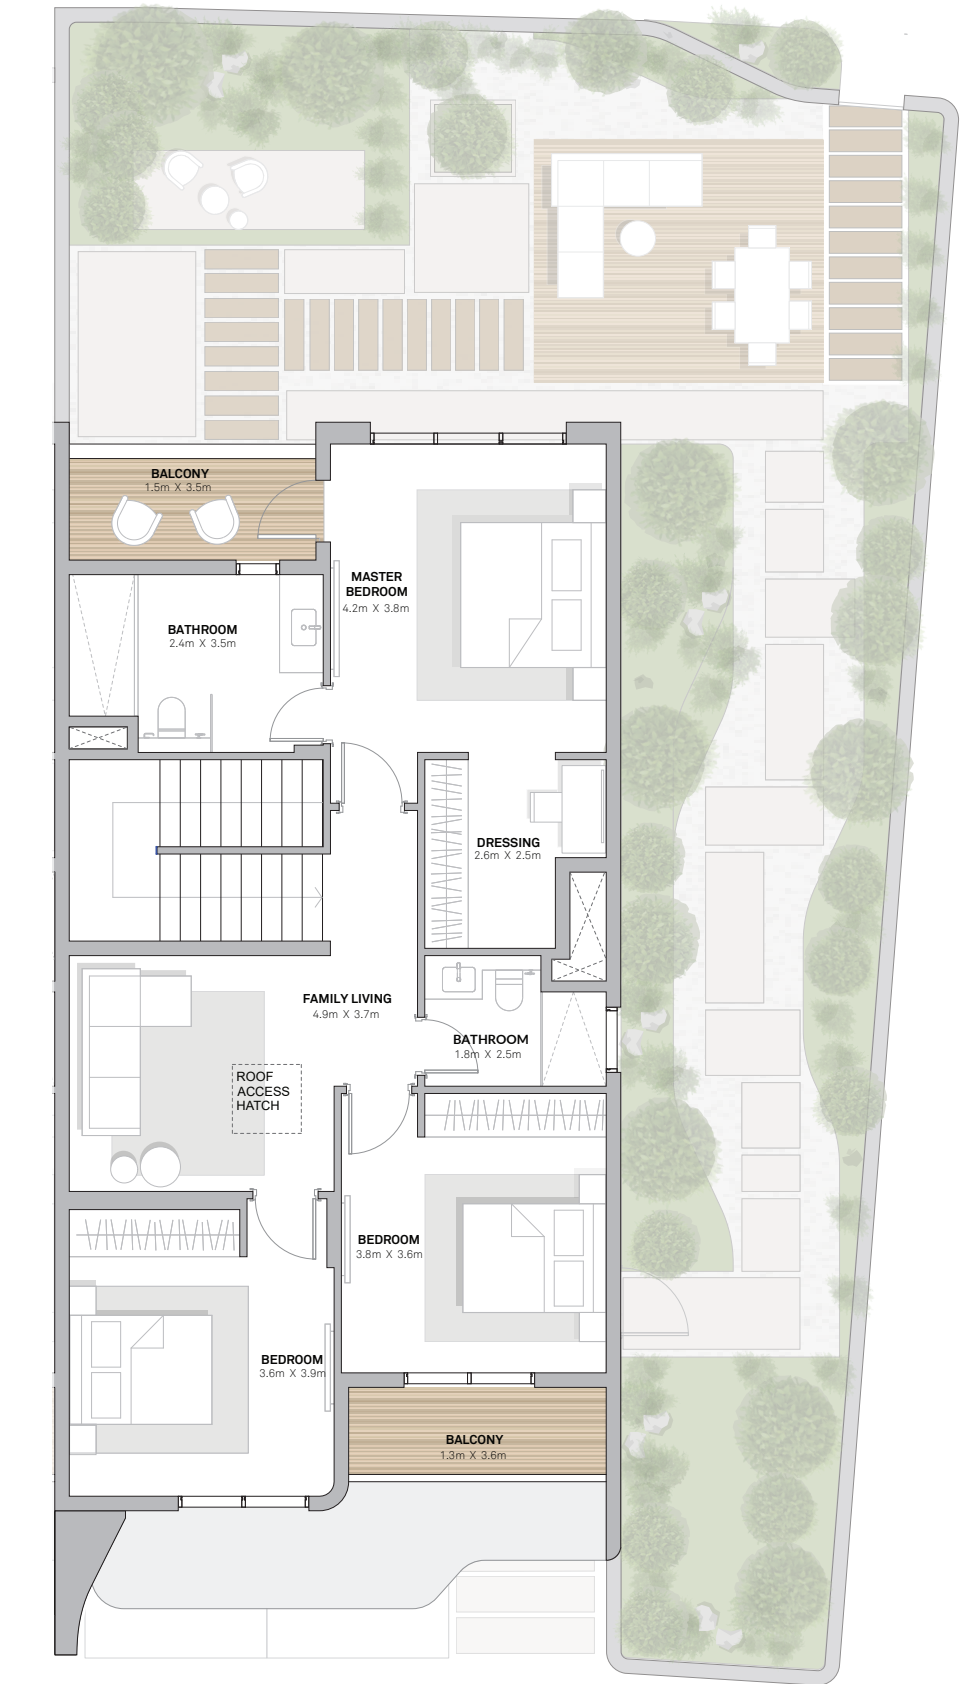 BALCONY
1.5m X 3.5m
MASTER
BEDROOM
4.2m X 3.8m
BATHROOM
2.4m X 3.5m
DRESSING
2.6m X 2.5m
FAMILY LIVING
4.9m X 3.7m
BATHROOM
1.8m X 2.5m
ROOF
ACCESS
HATCH
BEDROOM
3.8m X 3.6m
BEDROOM
3.6m X 3.9m
BALCONY
1.3m X 3.6m